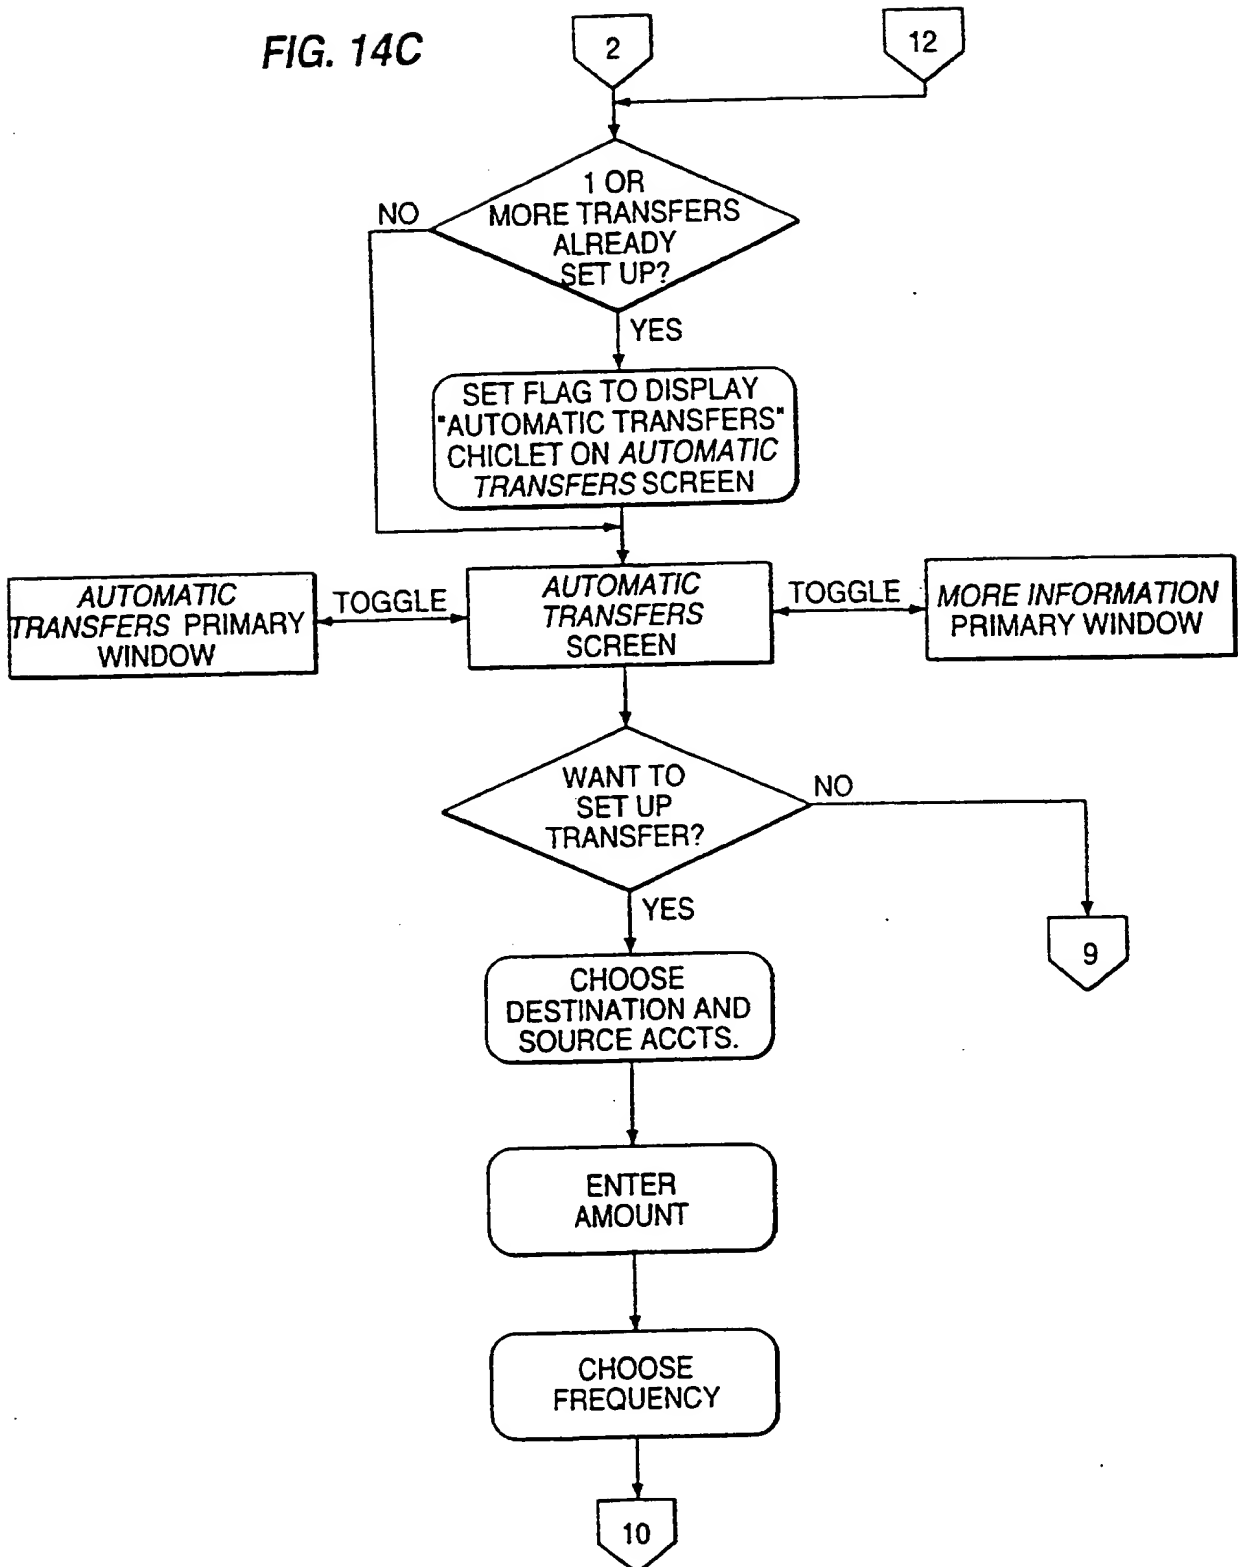 FIG. 14C
2
12
1 OR
MORE TRANSFERS
ALREADY
SET UP?
NO
YES
SET FLAG TO DISPLAY
"AUTOMATIC TRANSFERS"
CHICLET ON AUTOMATIC
TRANSFERS SCREEN
AUTOMATIC
TRANSFERS PRIMARY
WINDOW
TOGGLE
AUTOMATIC
TRANSFERS
SCREEN
TOGGLE
MORE INFORMATION
PRIMARY WINDOW
WANT TO
SET UP
TRANSFER?
NO
YES
9
CHOOSE
DESTINATION AND
SOURCE ACCTS.
ENTER
AMOUNT
CHOOSE
FREQUENCY
10